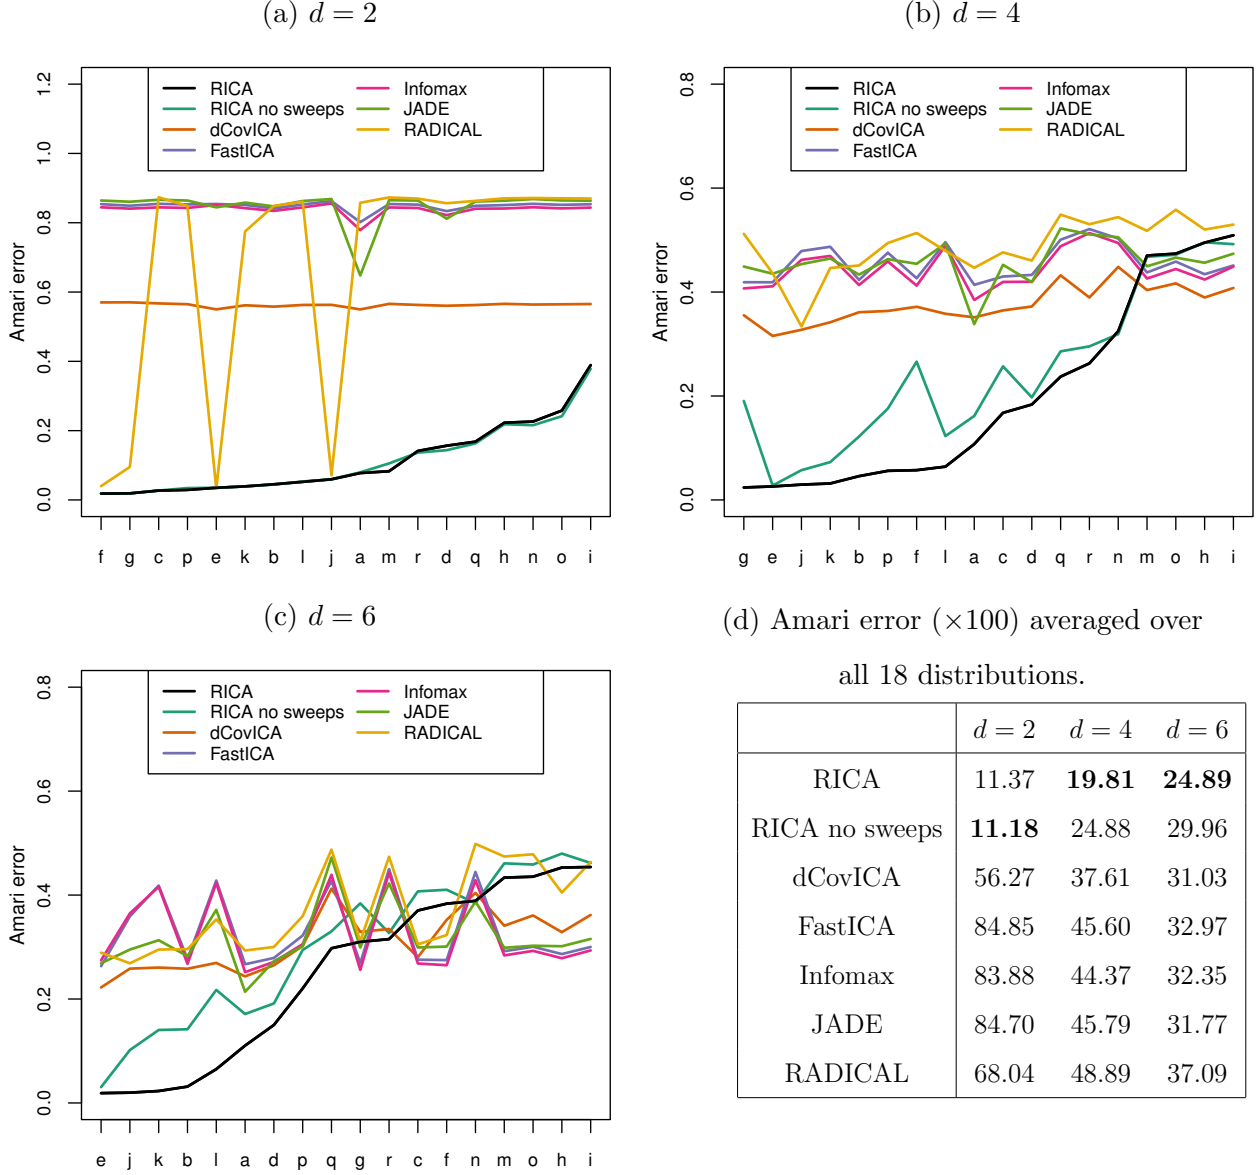 (a) d = 2
RICA
RICA no sweeps
dCovICA
FastICA
Infomax
JADE
RADICAL
Amari error
0.0 0.2 0.4 0.6 0.8 1.0 1.2
f g c p e k b l j a m r d q h n o i
(b) d = 4
RICA
RICA no sweeps
dCovICA
FastICA
Infomax
JADE
RADICAL
Amari error
0.0 0.2 0.4 0.6 0.8
g e j k b p f l a c d q r n m o h i
(c) d = 6
RICA
RICA no sweeps
dCovICA
FastICA
Infomax
JADE
RADICAL
Amari error
0.0 0.2 0.4 0.6 0.8
e j k b l a d p q g r c f n m o h i
(d) Amari error (×100) averaged over
all 18 distributions.
d = 2 d = 4 d = 6
RICA 11.37 19.81 24.89
RICA no sweeps 11.18 24.88 29.96
dCovICA 56.27 37.61 31.03
FastICA 84.85 45.60 32.97
Infomax 83.88 44.37 32.35
JADE 84.70 45.79 31.77
RADICAL 68.04 48.89 37.09